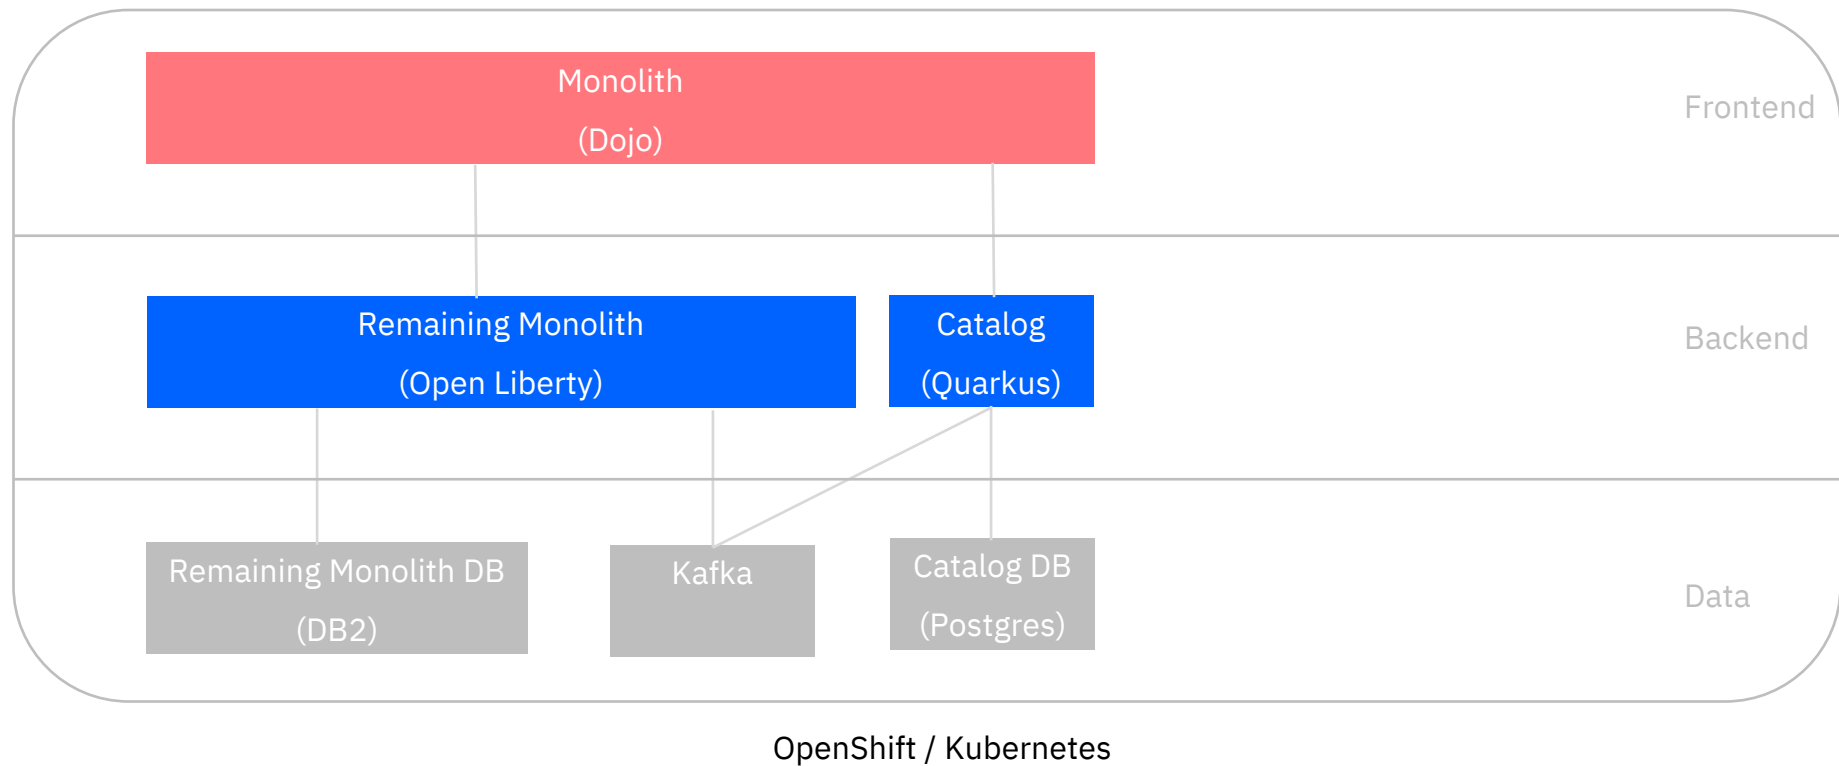 Monolith
(Dojo)
Frontend
Remaining Monolith
(Open Liberty)
Catalog
(Quarkus)
Backend
Remaining Monolith DB
(DB2)
Kafka
Catalog DB
(Postgres)
Data
OpenShift / Kubernetes